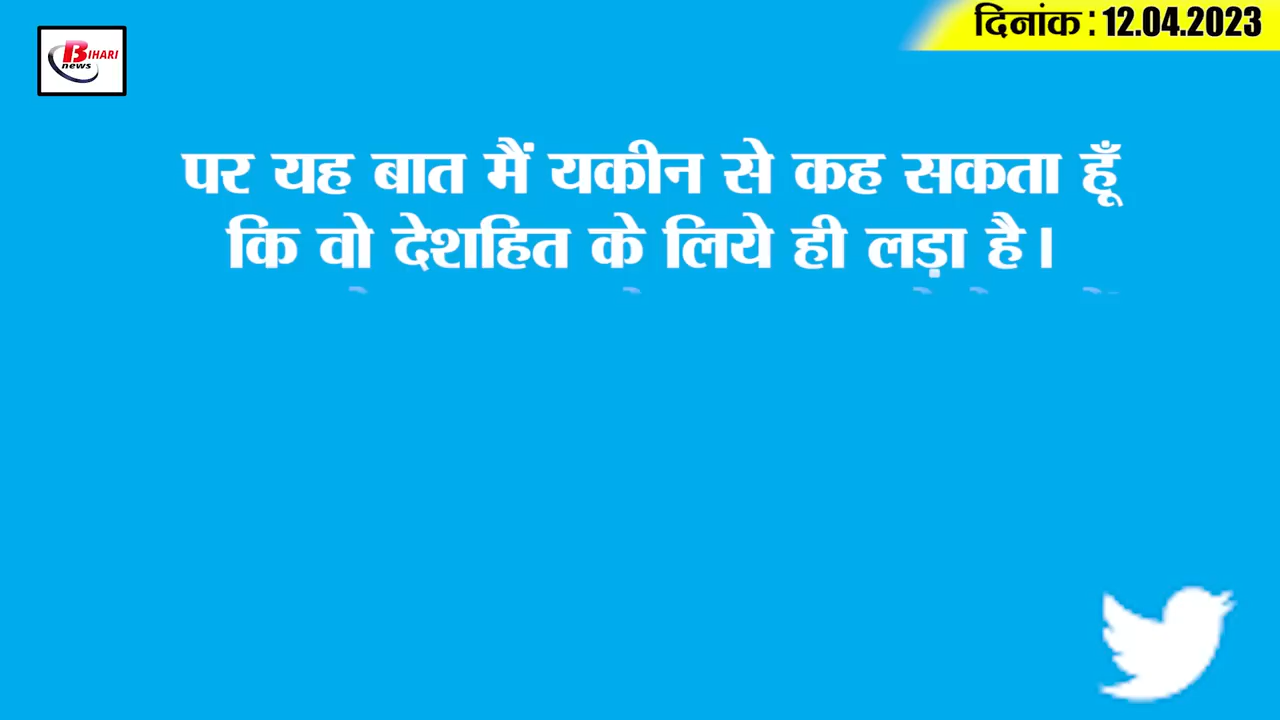 दिनांक : 12.04.2023
BIHARI
news
पर यह बात मैं यकीन से कह सकता हूँ
कि वो देशहित के लिये ही लड़ा है।